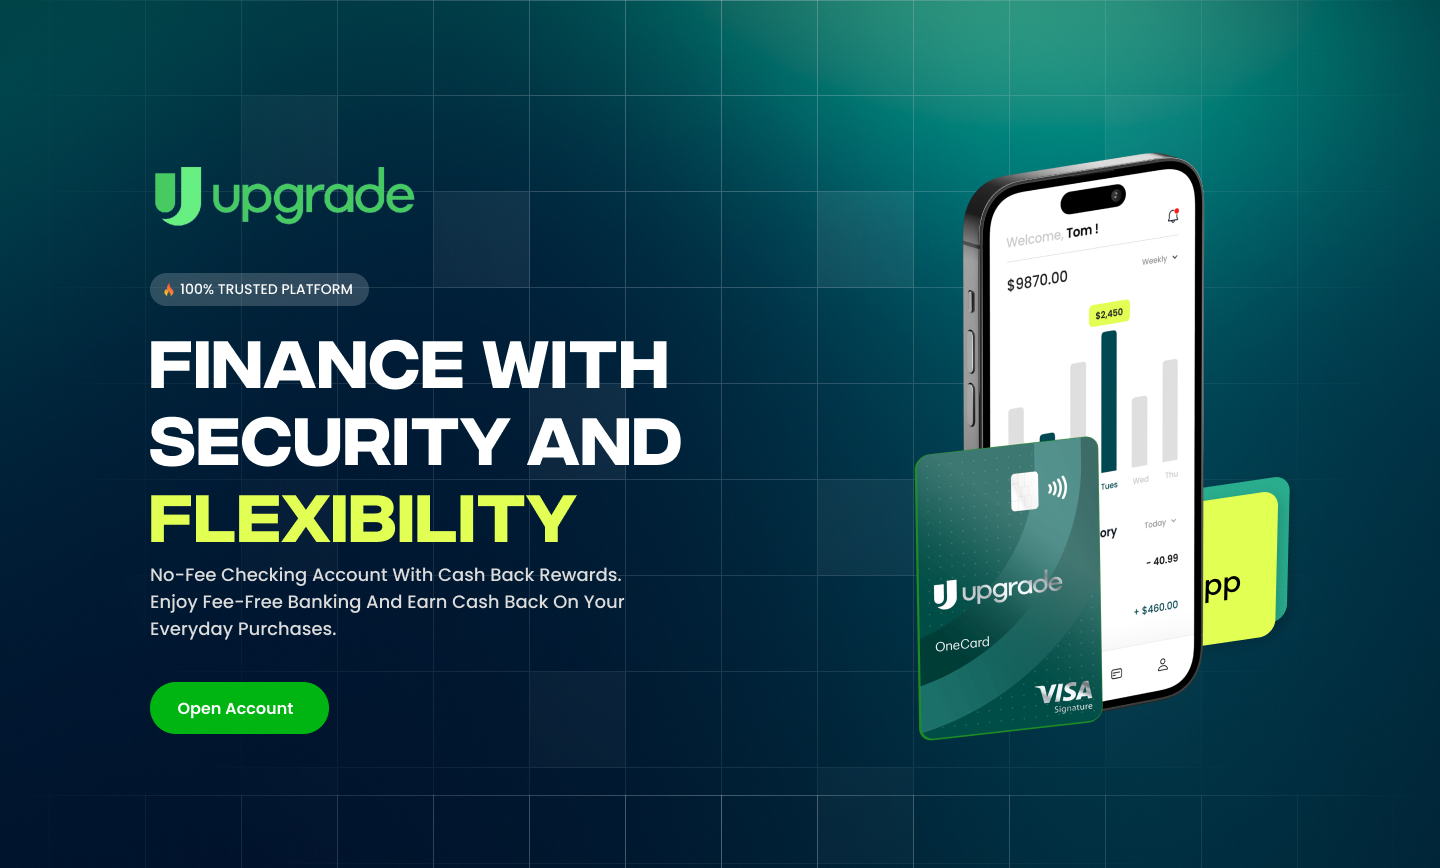 upgrade
100% TRUSTED PLATFORM
FINANCE WITH
SECURITY AND
FLEXIBILITY
No-Fee Checking Account With Cash Back Rewards.
Enjoy Fee-Free Banking And Earn Cash Back On Your
Everyday Purchases.
Open Account
Welcome, Tom !
Weekly
$9870.00
$2,450
Tues
Wed
Thu
ory
Today
- 40.99
+ $460.00
pp
upgrade
OneCard
VISA
Signature